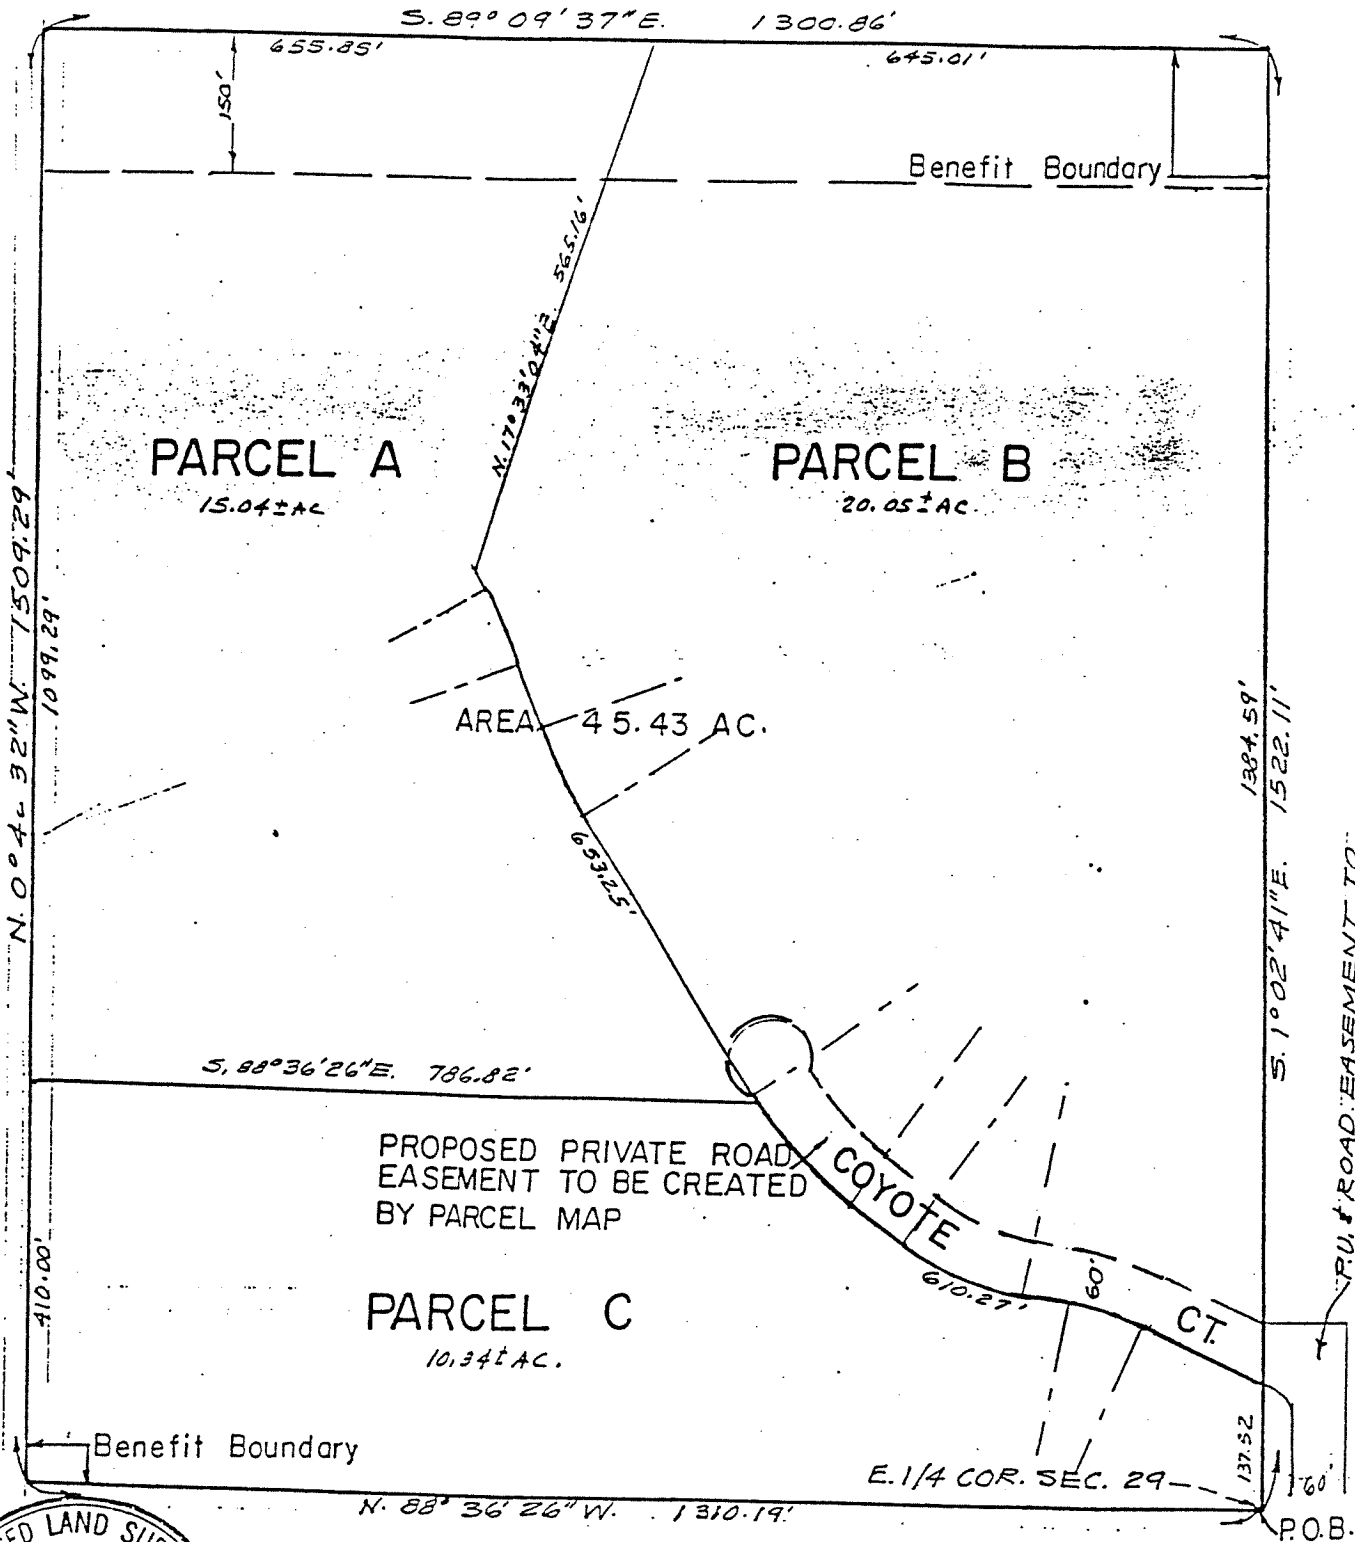 S. 89° 09' 37" E. 1300.86'
655.85'
645.01'
150'
Benefit Boundary
N. 17° 33' 04" E. 565.16'
PARCEL A
15.04± AC
PARCEL B
20.05± AC.
1509.29'
1099.29'
AREA 45.43 AC.
653.25'
1384.59'
S. 1° 02' 41" E. 1522.11'
P.U. & ROAD EASEMENT TO
S. 88° 36' 26" E. 786.82'
PROPOSED PRIVATE ROAD
EASEMENT TO BE CREATED
BY PARCEL MAP
COYOTE CT.
610.27'
60'
410.00'
PARCEL C
10.34± AC.
Benefit Boundary
137.52
E. 1/4 COR. SEC. 29
60'
N. 88° 36' 26" W. 1310.19'
P.O.B.
LAND